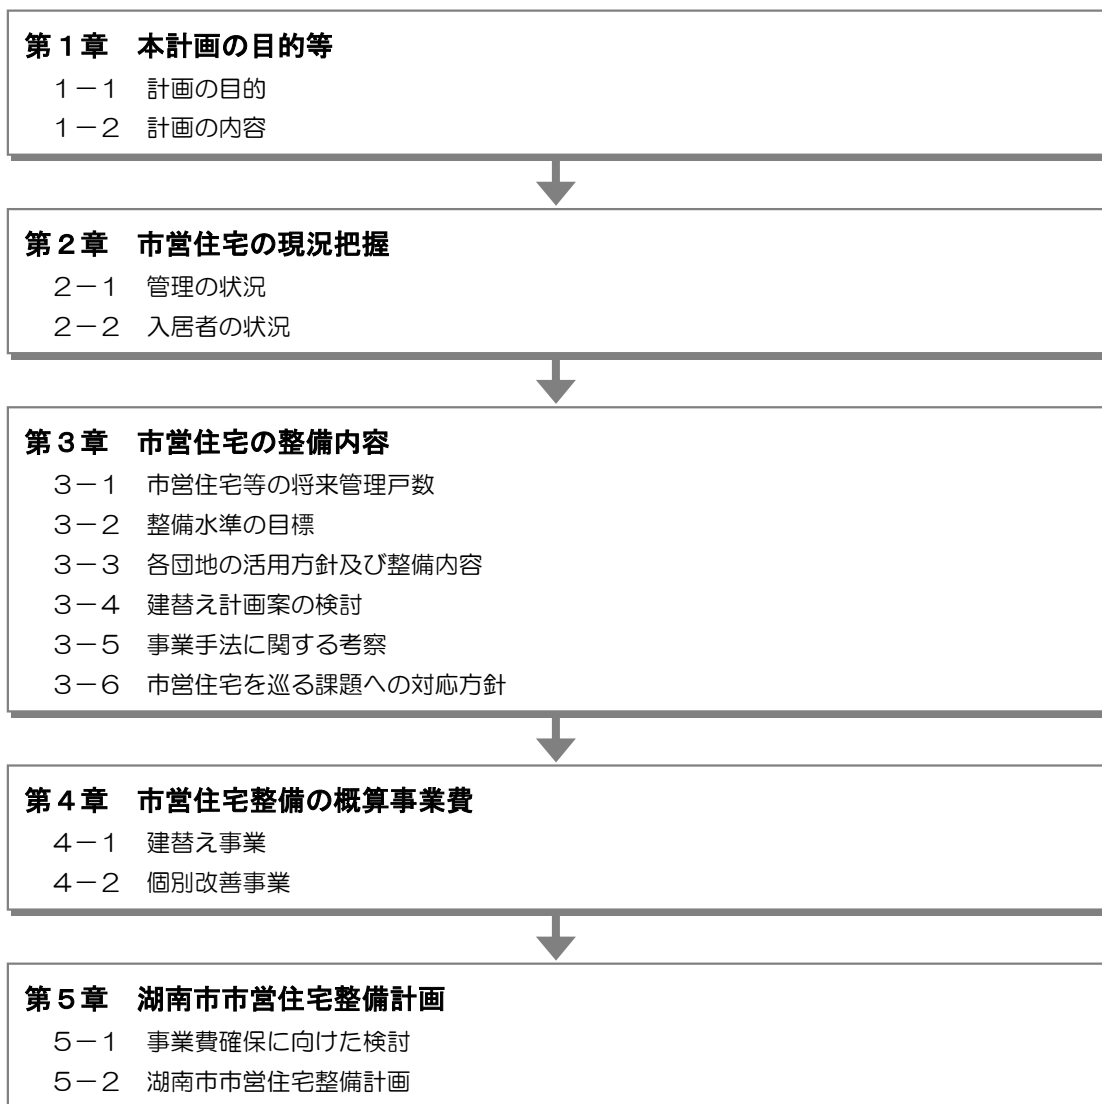 第１章　本計画の目的等
１－１　計画の目的
１－２　計画の内容
第２章　市営住宅の現況把握
２－１　管理の状況
２－２　入居者の状況
第３章　市営住宅の整備内容
３－１　市営住宅等の将来管理戸数
３－２　整備水準の目標
３－３　各団地の活用方針及び整備内容
３－４　建替え計画案の検討
３－５　事業手法に関する考察
３－６　市営住宅を巡る課題への対応方針
第４章　市営住宅整備の概算事業費
４－１　建替え事業
４－２　個別改善事業
第５章　湖南市市営住宅整備計画
５－１　事業費確保に向けた検討
５－２　湖南市市営住宅整備計画